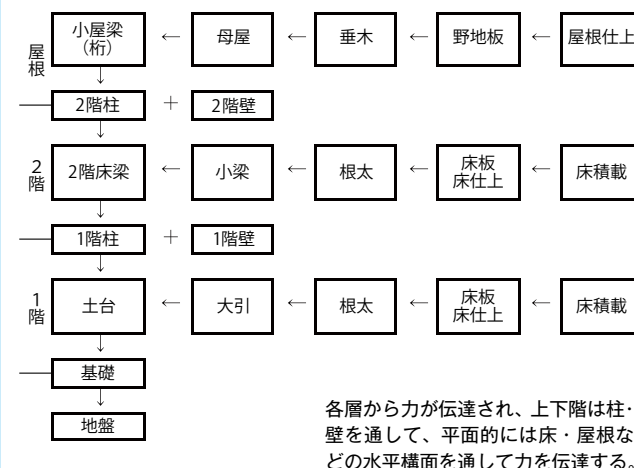 屋根
小屋梁
（桁）
←
母屋
←
垂木
←
野地板
←
屋根仕上
↓
2階柱
＋
2階壁
↓
2階
2階床梁
←
小梁
←
根太
←
床板
床仕上
←
床積載
↓
1階柱
＋
1階壁
↓
1階
土台
←
大引
←
根太
←
床板
床仕上
←
床積載
↓
基礎
↓
地盤
各層から力が伝達され、上下階は柱・
壁を通して、平面的には床・屋根な
どの水平構面を通して力を伝達する。